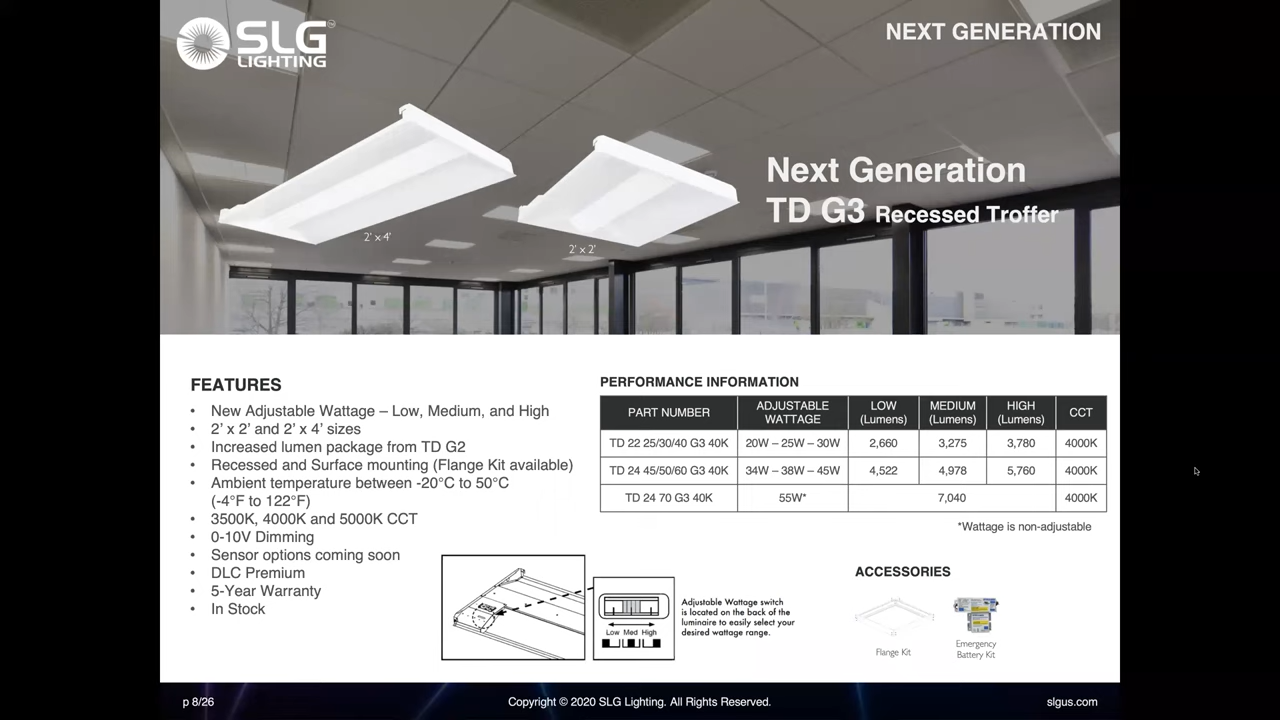 SLG
LIGHTING
NEXT GENERATION
Next Generation
TD G3 Recessed Troffer
2' x 4'
2' x 2'
FEATURES
• New Adjustable Wattage – Low, Medium, and High
• 2’ x 2’ and 2’ x 4’ sizes
• Increased lumen package from TD G2
• Recessed and Surface mounting (Flange Kit available)
• Ambient temperature between -20°C to 50°C
(-4°F to 122°F)
• 3500K, 4000K and 5000K CCT
• 0-10V Dimming
• Sensor options coming soon
• DLC Premium
• 5-Year Warranty
• In Stock
PERFORMANCE INFORMATION
PART NUMBER ADJUSTABLE WATTAGE LOW (Lumens) MEDIUM (Lumens) HIGH (Lumens) CCT
TD 22 25/30/40 G3 40K 20W – 25W – 30W 2,660 3,275 3,780 4000K
TD 24 45/50/60 G3 40K 34W – 38W – 45W 4,522 4,978 5,760 4000K
TD 24 70 G3 40K 55W* 7,040 4000K
*Wattage is non-adjustable
Low Med High
Adjustable Wattage switch
is located on the back of the
luminaire to easily select your
desired wattage range.
ACCESSORIES
Flange Kit
Emergency
Battery Kit
p 8/26
Copyright © 2020 SLG Lighting. All Rights Reserved.
slgus.com